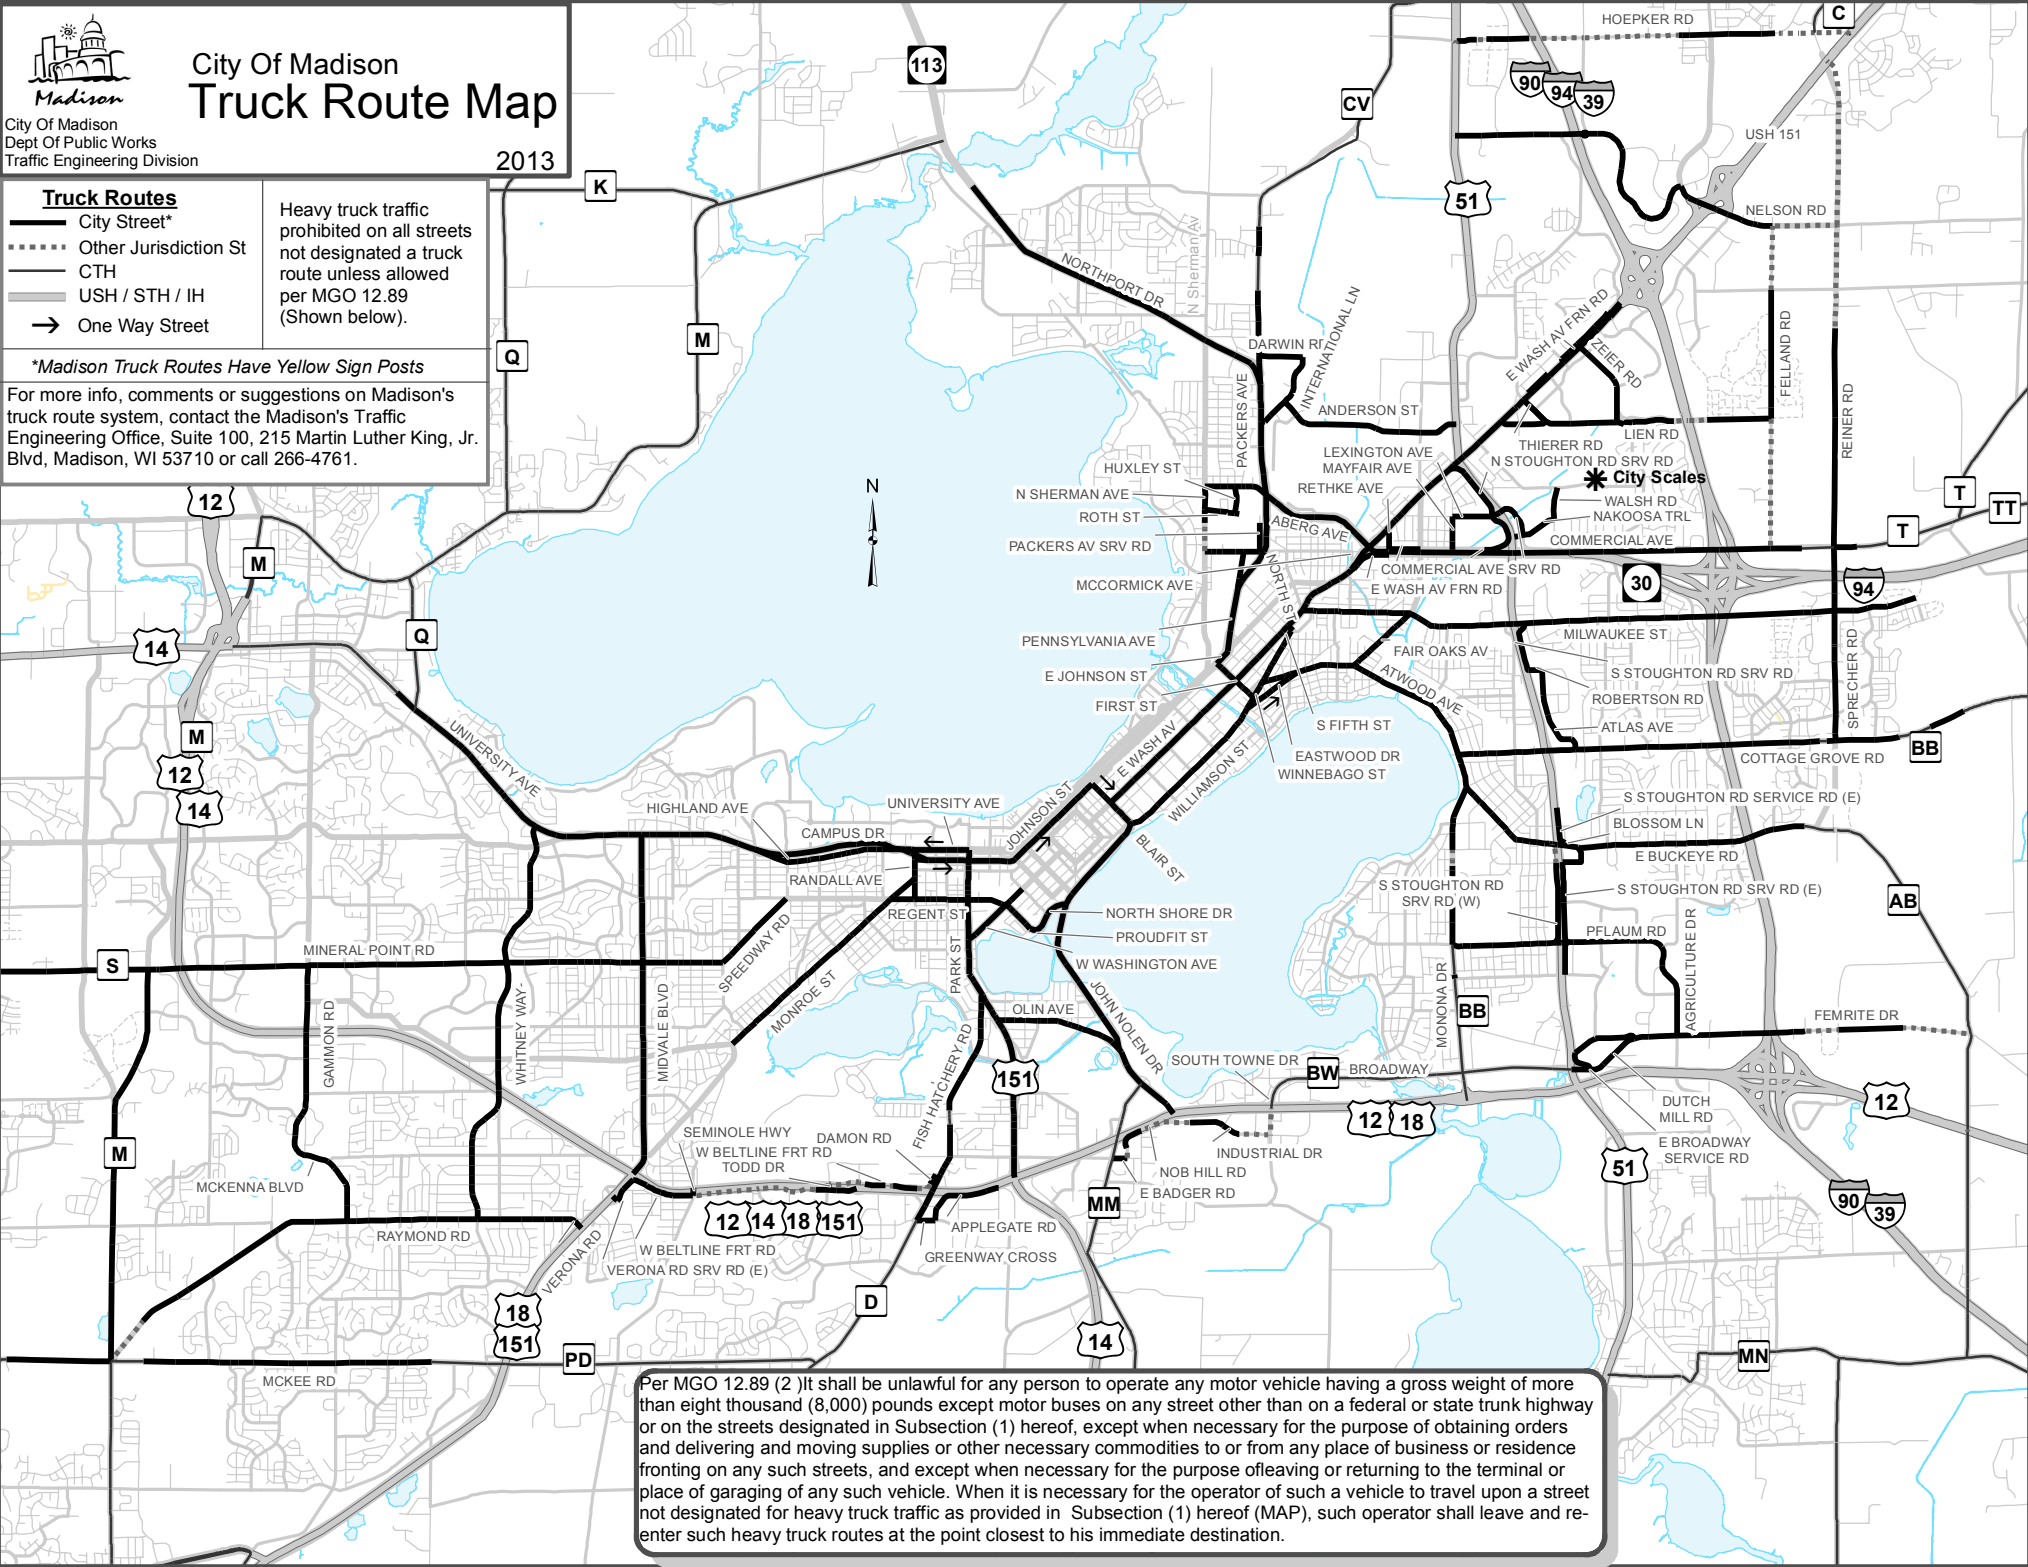 Madison
City Of Madison
Truck Route Map
City Of Madison
Dept Of Public Works
Traffic Engineering Division
2013
Truck Routes
City Street*
Other Jurisdiction St
CTH
USH / STH / IH
One Way Street
Heavy truck traffic
prohibited on all streets
not designated a truck
route unless allowed
per MGO 12.89
(Shown below).
*Madison Truck Routes Have Yellow Sign Posts
For more info, comments or suggestions on Madison's
truck route system, contact the Madison's Traffic
Engineering Office, Suite 100, 215 Martin Luther King, Jr.
Blvd, Madison, WI 53710 or call 266-4761.
113
CV
HOEPKER RD
C
90
94
39
USH 151
K
51
NELSON RD
N Sherman Av
NORTHPORT DR
INTERNATIONAL LN
E WASH AV FRN RD
Q
M
DARWIN RD
ZEIER RD
FELLAND RD
REINER RD
PACKERS AVE
ANDERSON ST
THIERER RD
LIEN RD
LEXINGTON AVE
MAYFAIR AVE
N STOUGHTON RD SRV RD
City Scales
HUXLEY ST
RETHKE AVE
N SHERMAN AVE
WALSH RD
NAKOOSA TRL
T
TT
12
N
ROTH ST
ABERG AVE
COMMERCIAL AVE
T
PACKERS AV SRV RD
M
COMMERCIAL AVE SRV RD
MCCORMICK AVE
NORTH ST
E WASH AV FRN RD
30
94
Q
14
PENNSYLVANIA AVE
MILWAUKEE ST
FAIR OAKS AV
SPRECHER RD
E JOHNSON ST
ATWOOD AVE
S STOUGHTON RD SRV RD
FIRST ST
ROBERTSON RD
S FIFTH ST
ATLAS AVE
M
UNIVERSITY AVE
E WASH AV
EASTWOOD DR
WINNEBAGO ST
BB
COTTAGE GROVE RD
12
14
HIGHLAND AVE
UNIVERSITY AVE
JOHNSON ST
WILLIAMSON ST
S STOUGHTON RD SERVICE RD (E)
BLOSSOM LN
CAMPUS DR
BLAIR ST
E BUCKEYE RD
RANDALL AVE
S STOUGHTON RD
SRV RD (W)
S STOUGHTON RD SRV RD (E)
AB
REGENT ST
NORTH SHORE DR
PROUDFIT ST
PFLAUM RD
AGRICULTURE DR
MINERAL POINT RD
S
SPEEDWAY RD
W WASHINGTON AVE
PARK ST
MONROE ST
JOHN NOLEN DR
MONONA DR
BB
GAMMON RD
WHITNEY WAY
MIDVALE BLVD
OLIN AVE
FEMRITE DR
FISH HATCHERY RD
151
SOUTH TOWNE DR
BW
BROADWAY
12
18
DUTCH
MILL RD
12
M
SEMINOLE HWY
DAMON RD
W BELTLINE FRT RD
TODD DR
INDUSTRIAL DR
E BROADWAY
SERVICE RD
51
NOB HILL RD
E BADGER RD
MCKENNA BLVD
MM
90
39
12
14
18
151
APPLEGATE RD
RAYMOND RD
VERONA RD
W BELTLINE FRT RD
VERONA RD SRV RD (E)
GREENWAY CROSS
D
18
151
14
PD
MN
MCKEE RD
Per MGO 12.89 (2 )It shall be unlawful for any person to operate any motor vehicle having a gross weight of more
than eight thousand (8,000) pounds except motor buses on any street other than on a federal or state trunk highway
or on the streets designated in Subsection (1) hereof, except when necessary for the purpose of obtaining orders
and delivering and moving supplies or other necessary commodities to or from any place of business or residence
fronting on any such streets, and except when necessary for the purpose ofleaving or returning to the terminal or
place of garaging of any such vehicle. When it is necessary for the operator of such a vehicle to travel upon a street
not designated for heavy truck traffic as provided in Subsection (1) hereof (MAP), such operator shall leave and re-
enter such heavy truck routes at the point closest to his immediate destination.